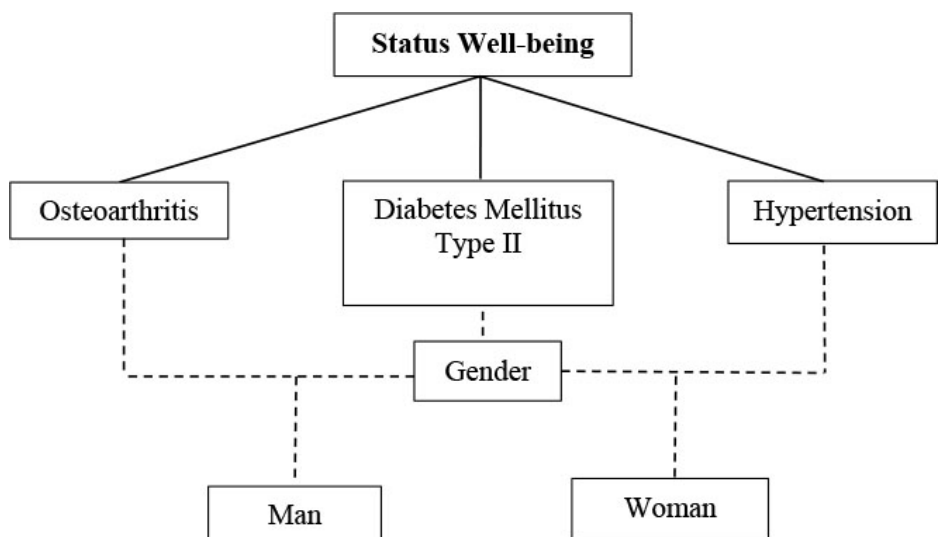 Status Well-being
Osteoarthritis
Diabetes Mellitus
Type II
Hypertension
Gender
Man
Woman